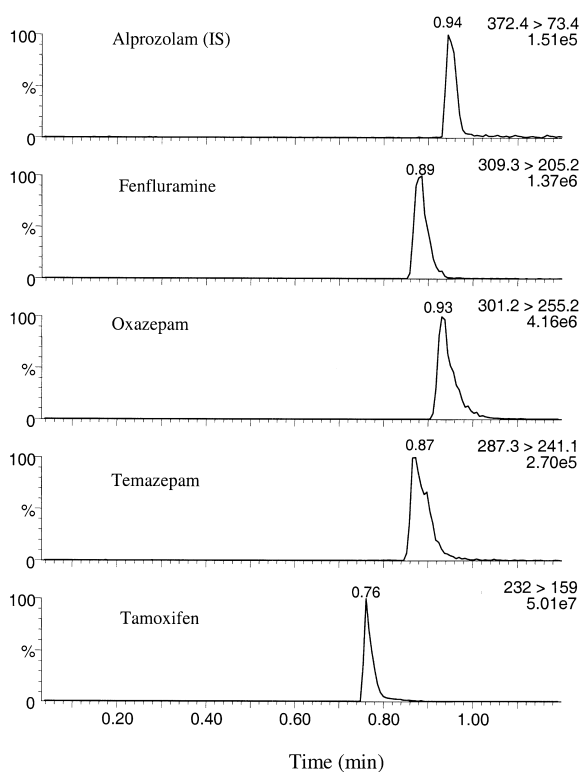 0.94 372.4 > 73.4
100 Alprozolam (IS) 1.51e5
%
0
309.3 > 205.2
100 Fenfluramine 0.89 1.37e6
%
0
0.93 301.2 > 255.2
100 Oxazepam 4.16e6
%
0
0.87 287.3 > 241.1
100 2.70e5
Temazepam
%
0
0.76 232 > 159
100 5.01e7
Tamoxifen
%
0
0.20 0.40 0.60 0.80 1.00
Time (min)